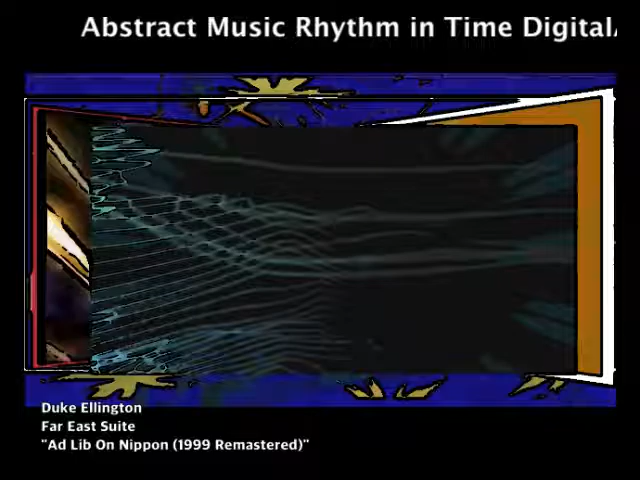 Abstract Music Rhythm in Time Digital
Duke Ellington
Far East Suite
"Ad Lib On Nippon (1999 Remastered)"